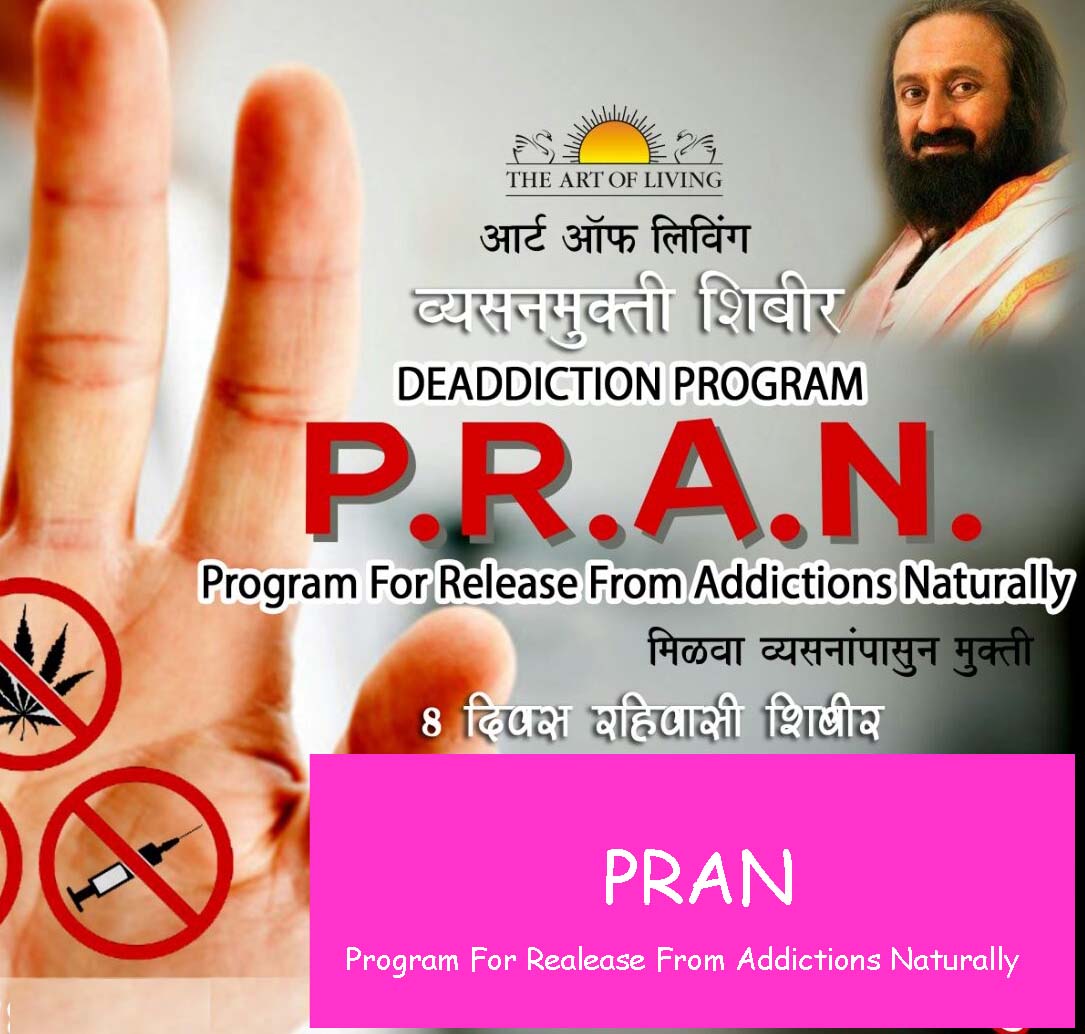 THE ART OF LIVING
आर्ट ऑफ लिविंग
व्यसनमुक्ती शिबीर
DEADDICTION PROGRAM
P.R.A.N.
Program For Release From Addictions Naturally
मिळवा व्यसनांपासुन मुक्ती
8 दिवस रहिवासी शिबीर
PRAN
Program For Realease From Addictions Naturally